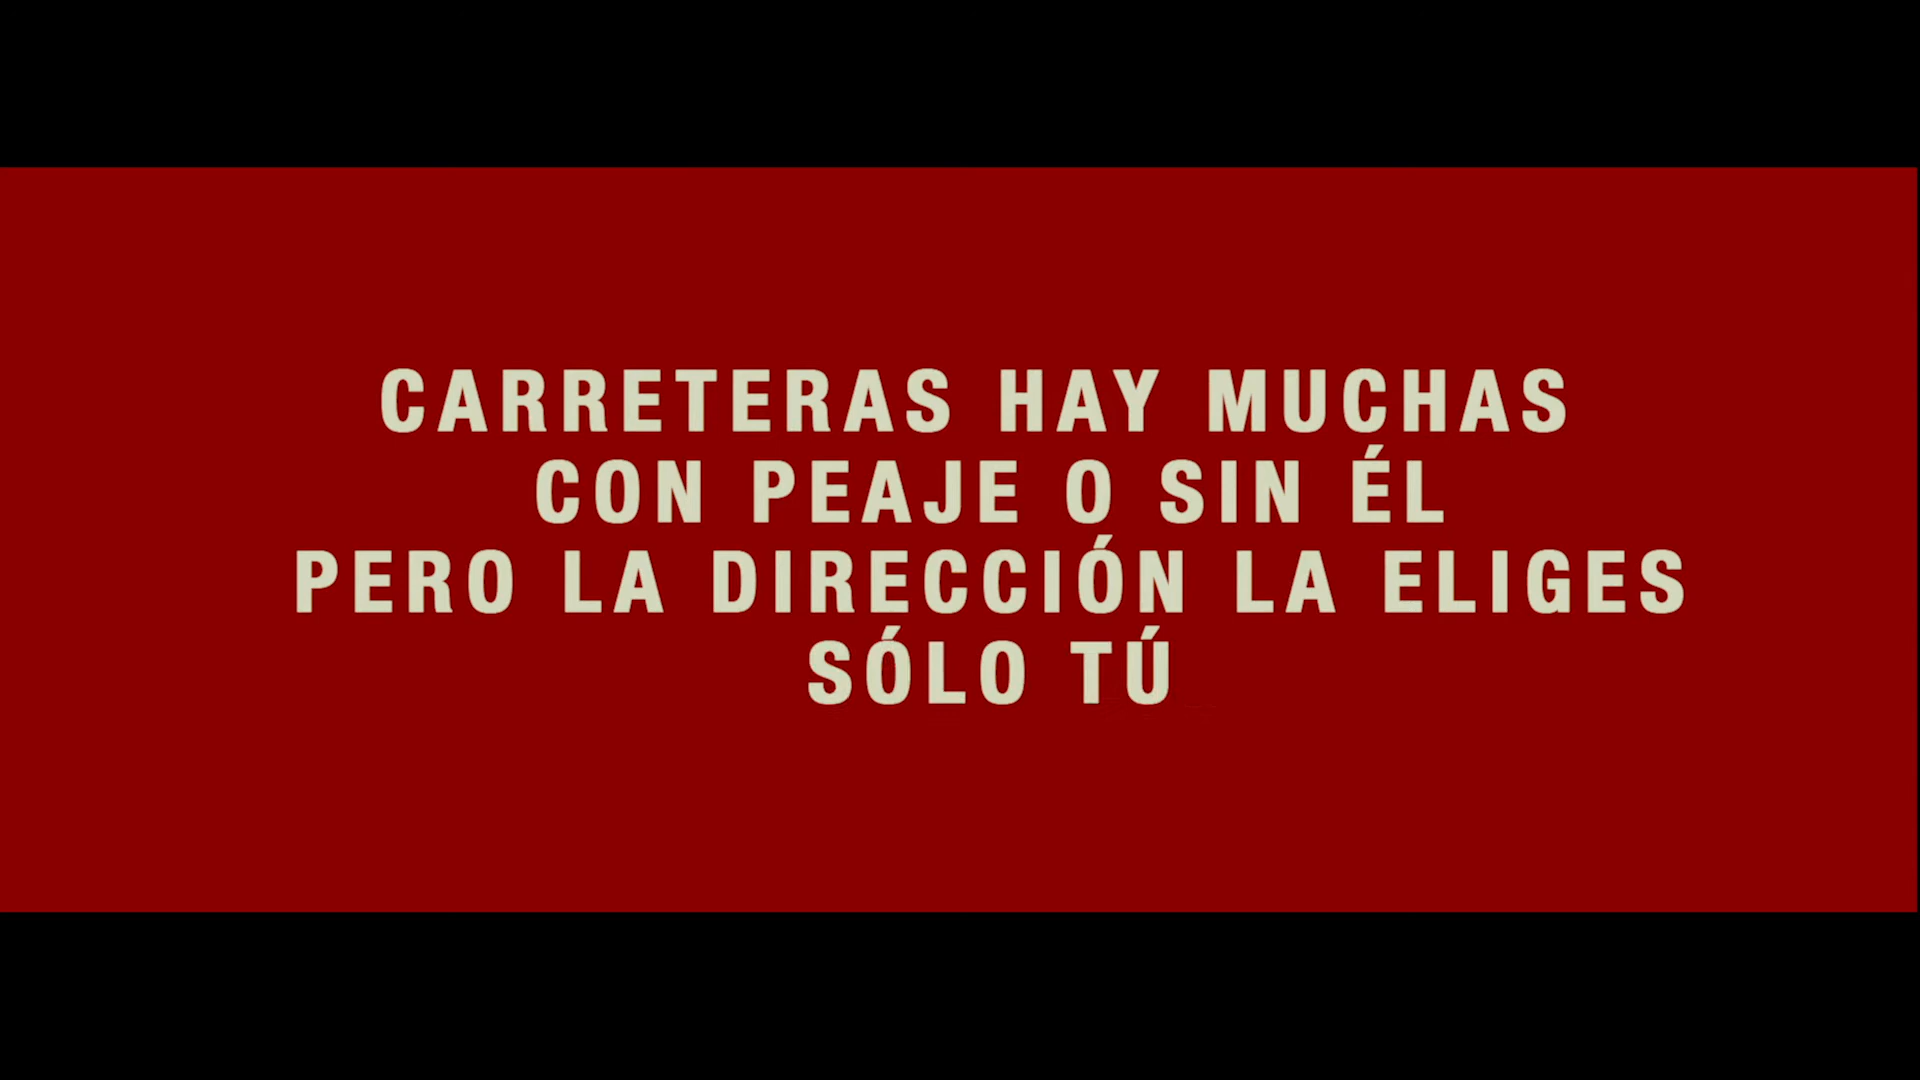 CARRETERAS HAY MUCHAS
CON PEAJE O SIN ÉL
PERO LA DIRECCIÓN LA ELIGES
SÓLO TÚ